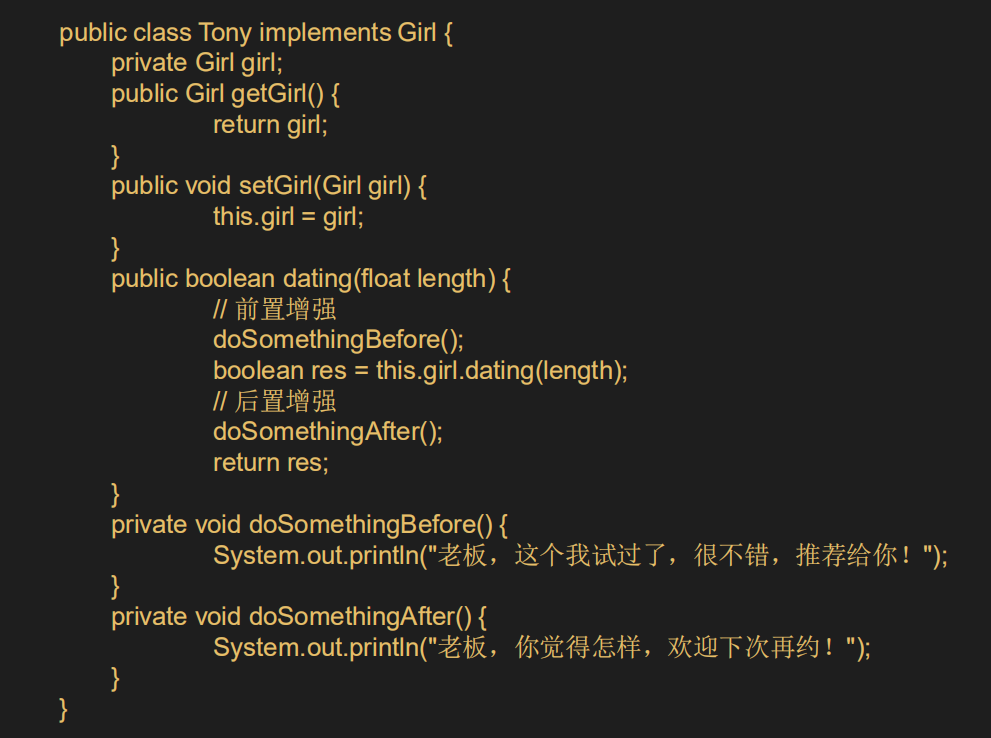 public class Tony implements Girl {
private Girl girl;
public Girl getGirl() {
return girl;
}
public void setGirl(Girl girl) {
this.girl = girl;
}
public boolean dating(float length) {
// 前置增强
doSomethingBefore();
boolean res = this.girl.dating(length);
// 后置增强
doSomethingAfter();
return res;
}
private void doSomethingBefore() {
System.out.println("老板，这个我试过了，很不错，推荐给你！");
}
private void doSomethingAfter() {
System.out.println("老板，你觉得怎样，欢迎下次再约！");
}
}